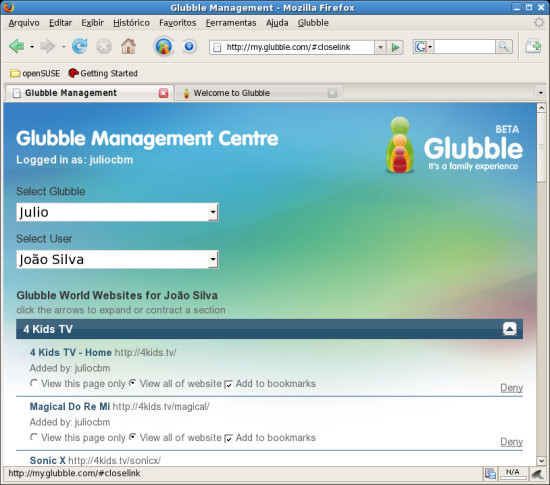 Glubble Management - Mozilla Firefox
Arquivo Editar Exibir Histórico Favoritos Ferramentas Ajuda Glubble
http://my.glubble.com/#closelink
G
openSUSE Getting Started
Glubble Management Welcome to Glubble
Glubble Management Centre
Logged in as: juliocbm
BETA
Glubble
It's a family experience
Select Glubble
Julio
Select User
João Silva
Glubble World Websites for João Silva
click the arrows to expand or contract a section
4 Kids TV
4 Kids TV - Home http://4kids.tv/
Added by: juliocbm
View this page only View all of website Add to bookmarks
Deny
Magical Do Re Mi http://4kids.tv/magical/
Added by: juliocbm
View this page only View all of website Add to bookmarks
Deny
Sonic X http://4kids.tv/sonicx/
http://my.glubble.com/#closelink
N/A